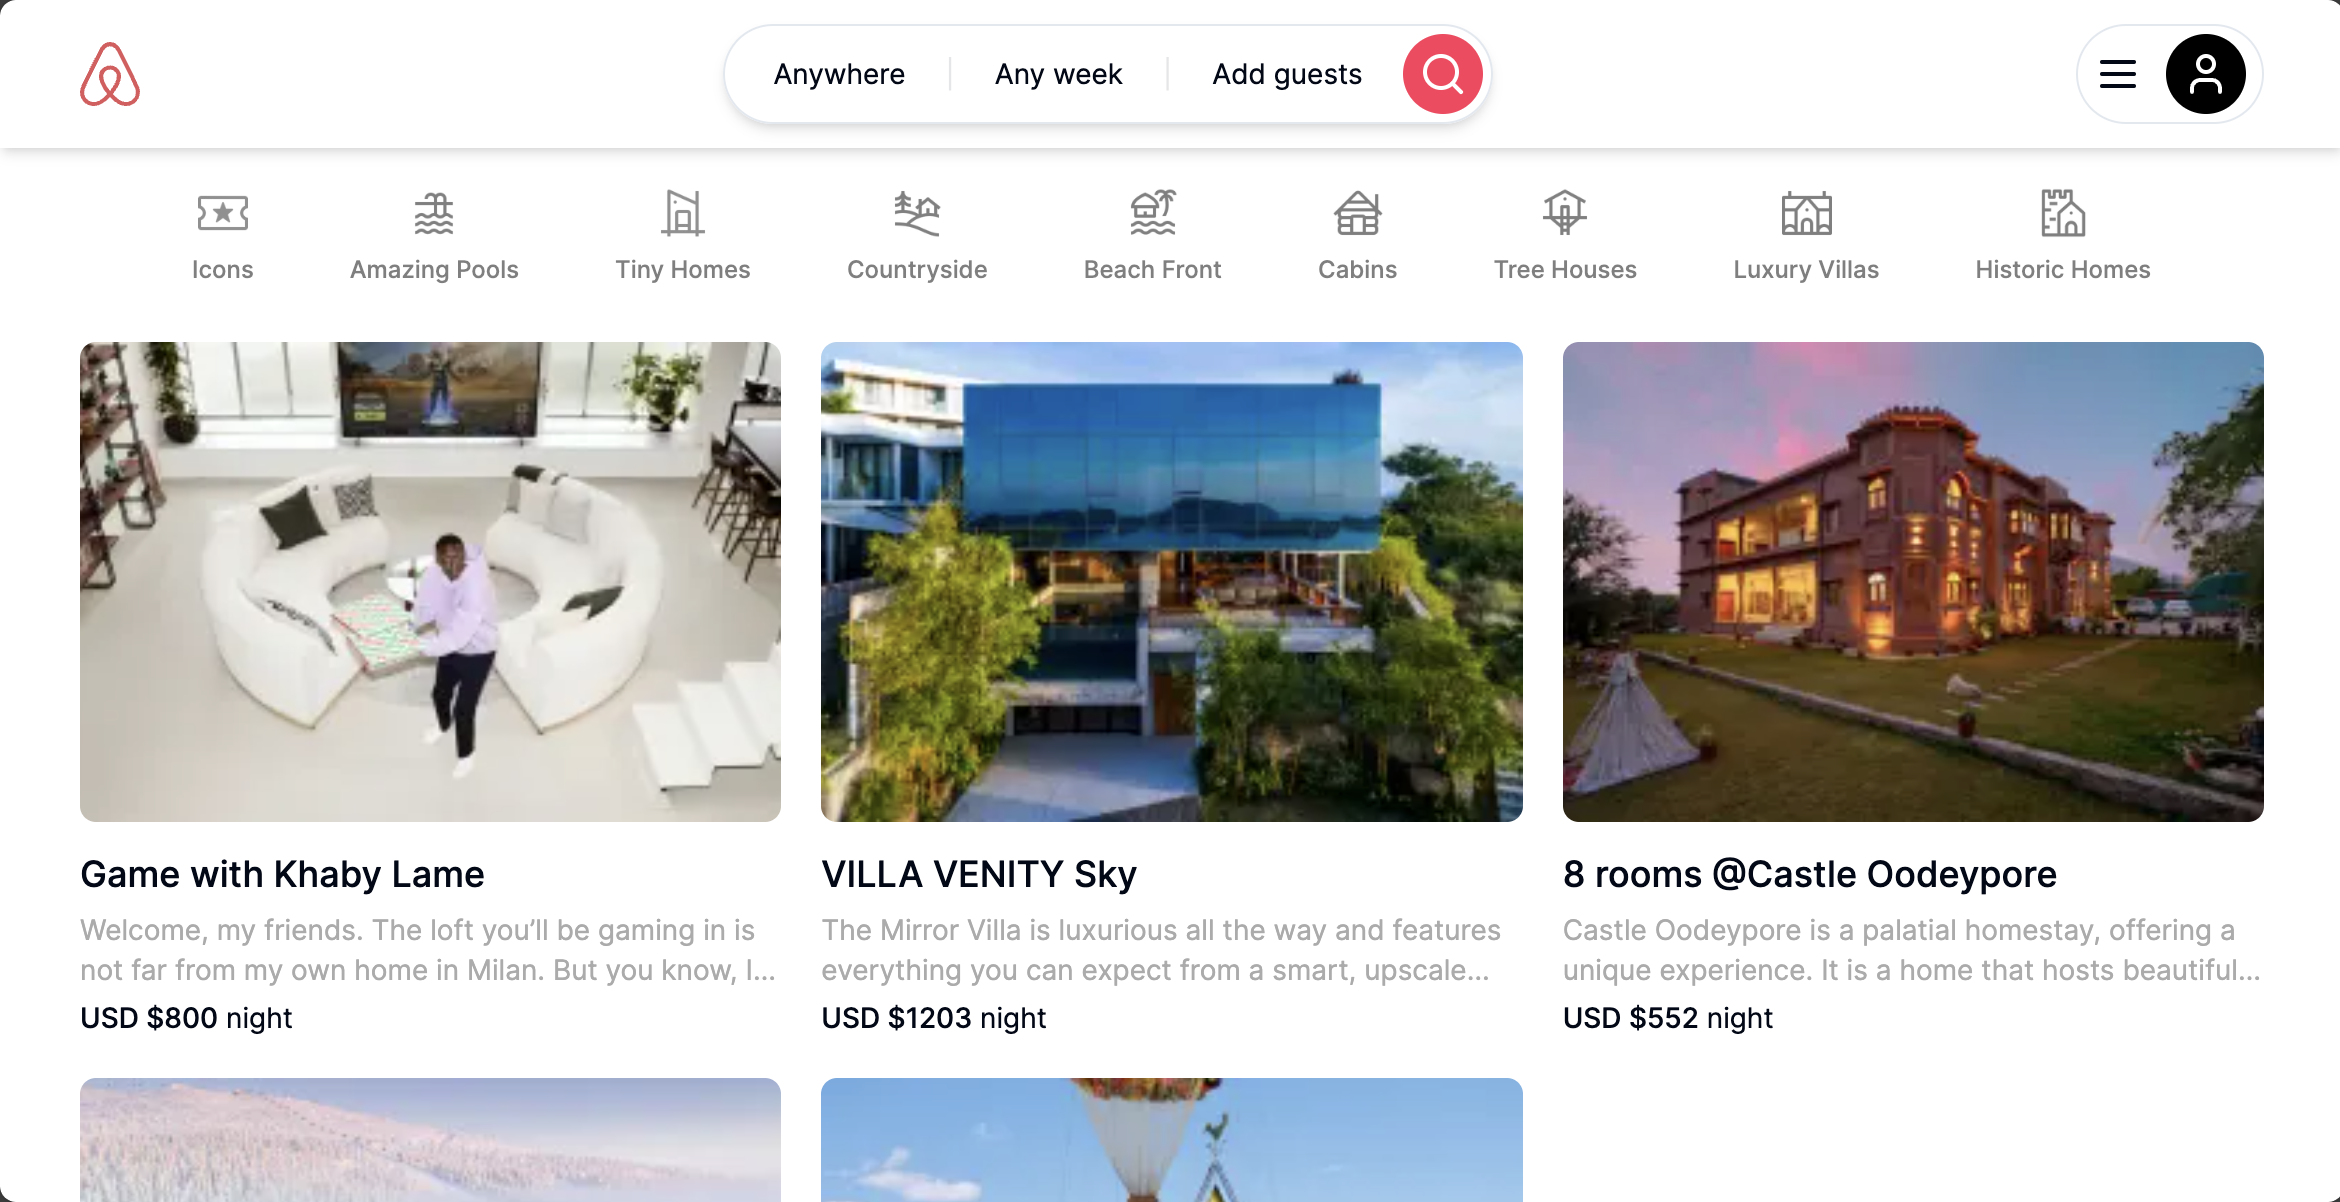 Anywhere
Any week
Add guests
Icons
Amazing Pools
Tiny Homes
Countryside
Beach Front
Cabins
Tree Houses
Luxury Villas
Historic Homes
Game with Khaby Lame
Welcome, my friends. The loft you’ll be gaming in is
not far from my own home in Milan. But you know, I...
USD $800 night
VILLA VENITY Sky
The Mirror Villa is luxurious all the way and features
everything you can expect from a smart, upscale...
USD $1203 night
8 rooms @Castle Oodeypore
Castle Oodeypore is a palatial homestay, offering a
unique experience. It is a home that hosts beautiful...
USD $552 night